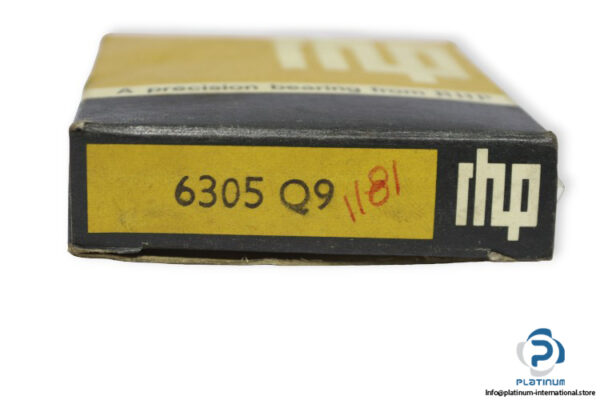 rhp
A precision bearing from RHP
6305 Q9 1181
rhp
PLATINUM
info@platinum-international.store